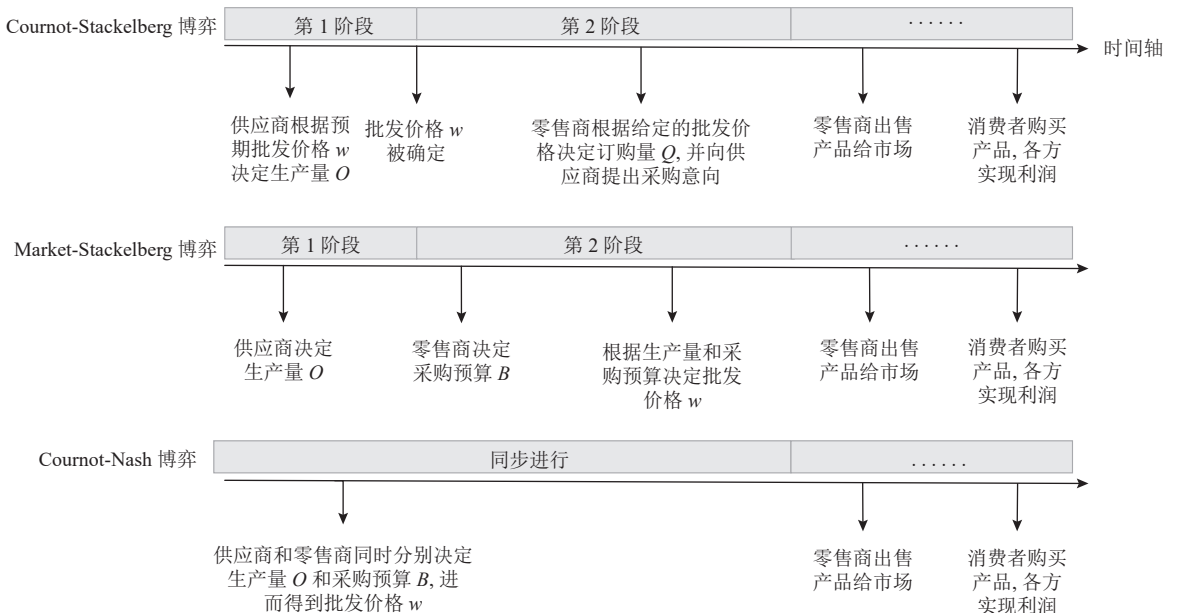 Cournot-Stackelberg 博弈
第 1 阶段
第 2 阶段
······
时间轴
供应商根据预
期批发价格 w
决定生产量 O
批发价格 w
被确定
零售商根据给定的批发价
格决定订购量 Q, 并向供
应商提出采购意向
零售商出售
产品给市场
消费者购买
产品, 各方
实现利润
Market-Stackelberg 博弈
第 1 阶段
第 2 阶段
······
供应商决定
生产量 O
零售商决定
采购预算 B
根据生产量和采
购预算决定批发
价格 w
零售商出售
产品给市场
消费者购买
产品, 各方
实现利润
Cournot-Nash 博弈
同步进行
······
供应商和零售商同时分别决定
生产量 O 和采购预算 B, 进
而得到批发价格 w
零售商出售
产品给市场
消费者购买
产品, 各方
实现利润